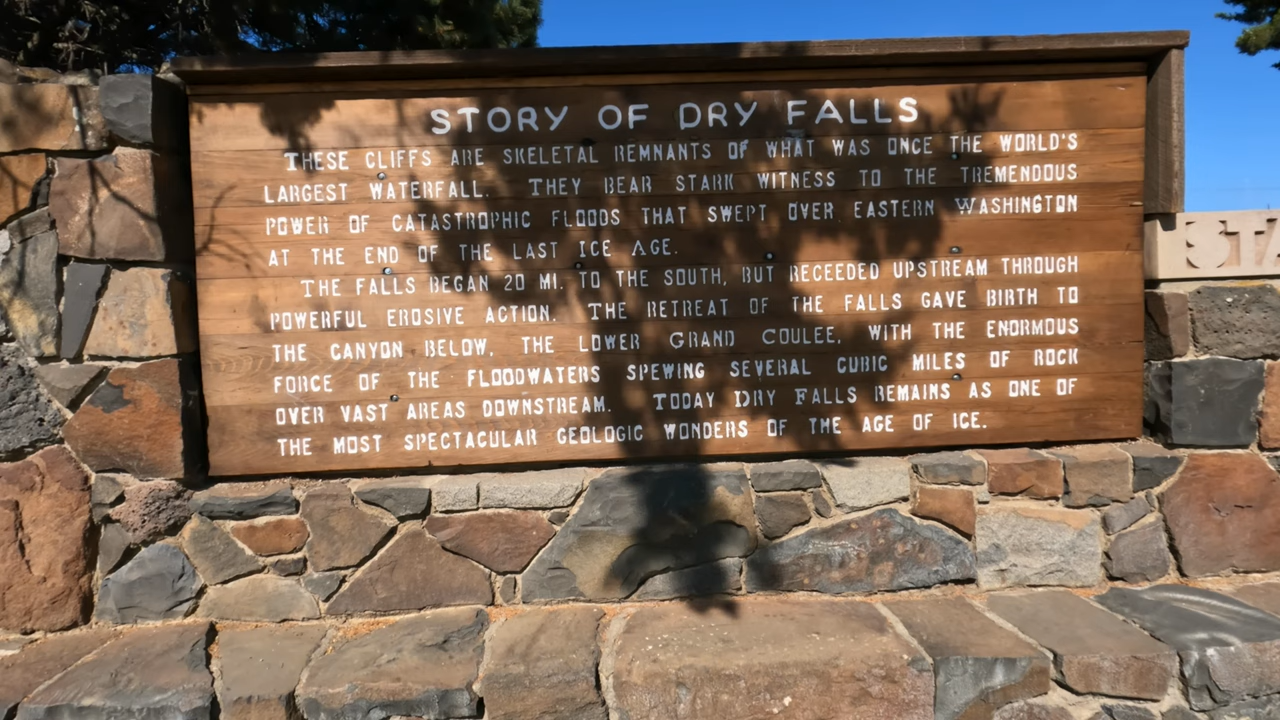 STORY OF DRY FALLS
THESE CLIFFS ARE SKELETAL REMNANTS OF WHAT WAS ONCE THE WORLD'S
LARGEST WATERFALL. THEY BEAR STARK WITNESS TO THE TREMENDOUS
POWER OF CATASTROPHIC FLOODS THAT SWEPT OVER EASTERN WASHINGTON
AT THE END OF THE LAST ICE AGE.
THE FALLS BEGAN 20 MI. TO THE SOUTH, BUT RECEEDED UPSTREAM THROUGH
POWERFUL EROSIVE ACTION. THE RETREAT OF THE FALLS GAVE BIRTH TO
THE CANYON BELOW, THE LOWER GRAND COULEE, WITH THE ENORMOUS
FORCE OF THE FLOODWATERS SPEWING SEVERAL CUBIC MILES OF ROCK
OVER VAST AREAS DOWNSTREAM. TODAY DRY FALLS REMAINS AS ONE OF
THE MOST SPECTACULAR GEOLOGIC WONDERS OF THE AGE OF ICE.